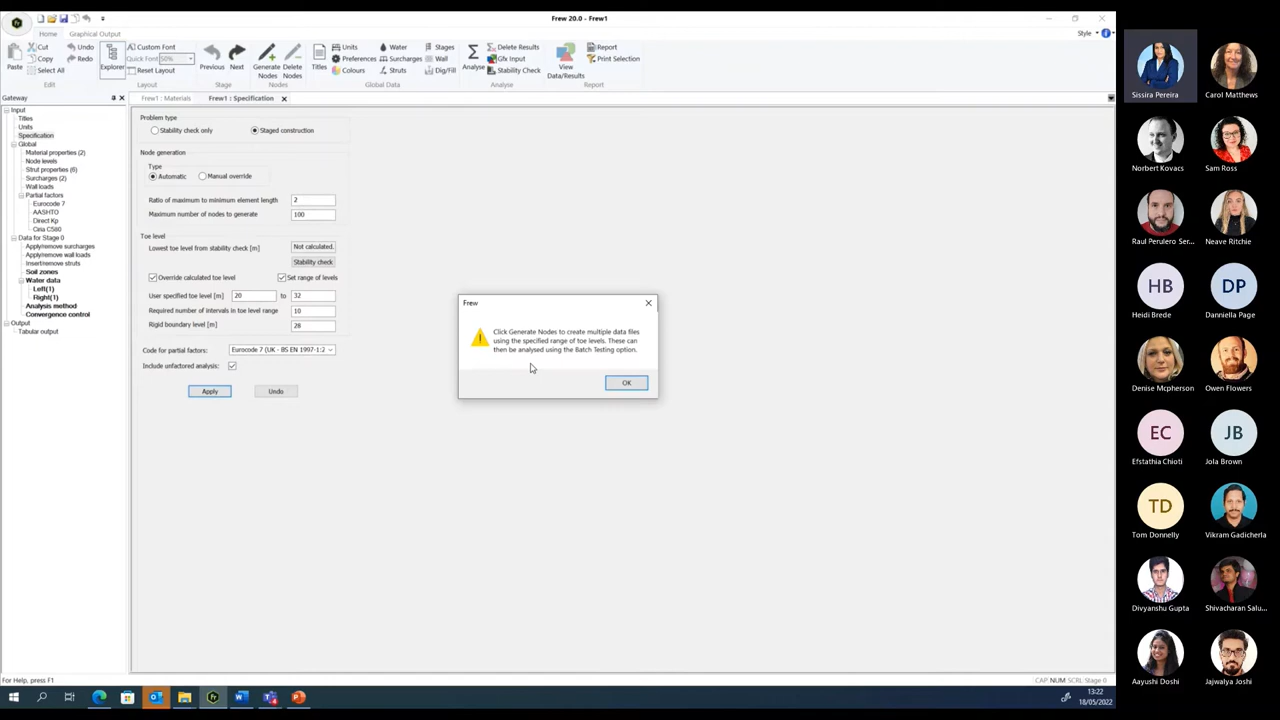 Frew 20.0 - Frew1
Home
Graphical Output
Style
Paste
Cut
Copy
Select All
Edit
Undo
Redo
Explorer
Custom Font
Quick Font 50%
Reset Layout
Layout
Previous
Next
Stage
Generate
Nodes
Delete
Nodes
Nodes
Titles
Units
Preferences
Colours
Water
Surcharges
Struts
Stages
Wall
Dig/Fill
Global Data
Analyse
Delete Results
Gfx Input
Stability Check
Analyse
View
Data/Results
Report
Print Selection
Report
Gateway
Frew1 : Materials
Frew1 : Specification
Input
Titles
Units
Specification
Global
Material properties (2)
Node levels
Strut properties (6)
Surcharges (2)
Wall loads
Partial factors
Eurocode 7
AASHTO
Direct Kp
Ciria C580
Data for Stage 0
Apply/remove surcharges
Apply/remove wall loads
Insert/remove struts
Soil zones
Water data
Left(1)
Right(1)
Analysis method
Convergence control
Output
Tabular output
Problem type
Stability check only
Staged construction
Node generation
Type
Automatic
Manual override
Ratio of maximum to minimum element length 2
Maximum number of nodes to generate 100
Toe level
Lowest toe level from stability check [m] Not calculated.
Stability check
Override calculated toe level
Set range of levels
User specified toe level [m] 20 to 32
Required number of intervals in toe level range 10
Rigid boundary level [m] 28
Code for partial factors: Eurocode 7 (UK - BS EN 1997-1:2
Include unfactored analysis:
Apply
Undo
Frew
Click Generate Nodes to create multiple data files
using the specified range of toe levels. These can
then be analysed using the Batch Testing option.
OK
For Help, press F1
CAP NUM SCRL Stage 0
13:22
18/05/2022
Sissira Pereira
Carol Matthews
Norbert Kovacs
Sam Ross
Raul Perulero Ser...
Neave Ritchie
HB
DP
Heidi Brede
Danniella Page
Denise Mcpherson
Owen Flowers
EC
JB
Efstathia Chioti
Jola Brown
TD
Tom Donnelly
Vikram Gadicherla
Divyanshu Gupta
Shivacharan Salu...
Aayushi Doshi
Jajwalya Joshi